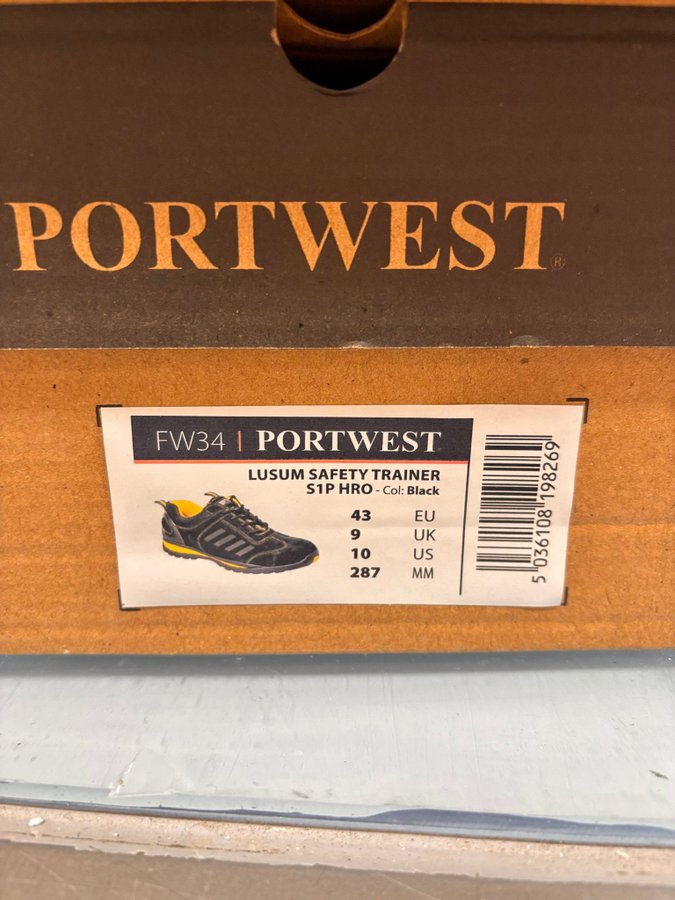 PORTWEST®
FW34 | PORTWEST®
LUSUM SAFETY TRAINER
S1P HRO - Col: Black
43 EU
9 UK
10 US
287 MM
5 036108 198269